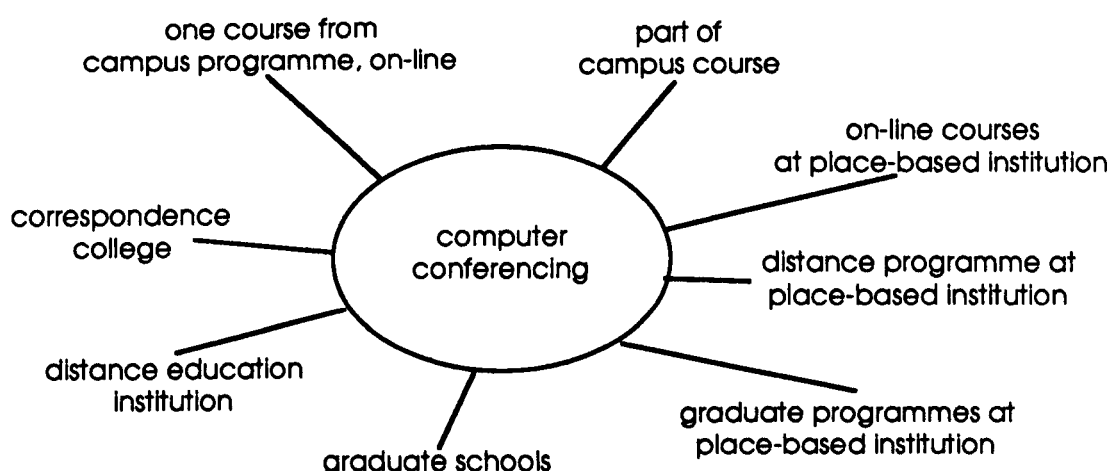 one course from
campus programme, on-line
part of
campus course
on-line courses
at place-based institution
correspondence
college
computer
conferencing
distance programme at
place-based institution
distance education
institution
graduate programmes at
place-based institution
graduate schools